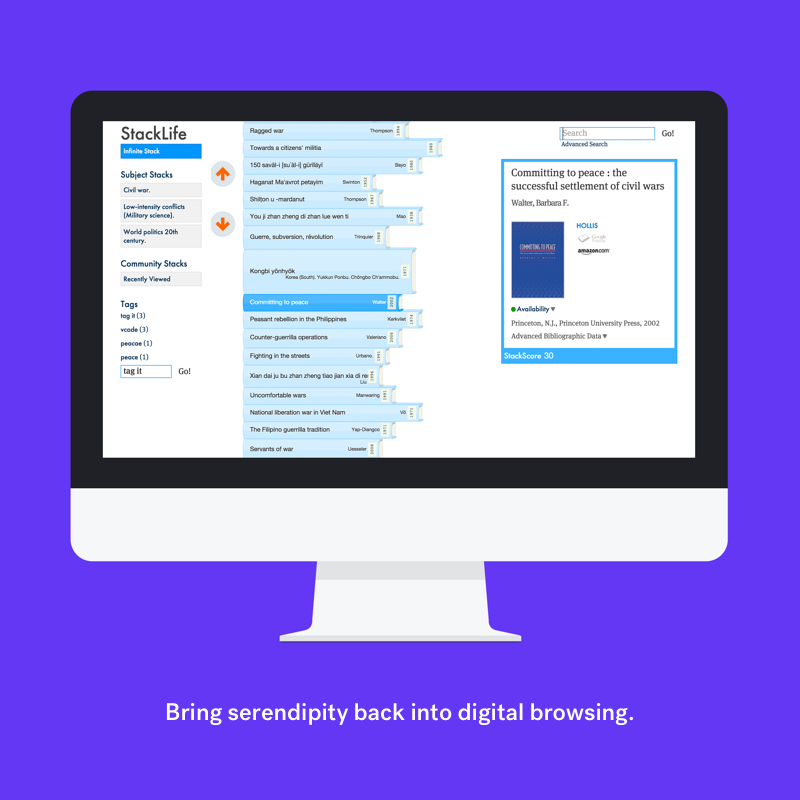 StackLife
Infinite Stack
Subject Stacks
Civil war.
Low-intensity conflicts
(Military science).
World politics 20th
century.
Community Stacks
Recently Viewed
Tags
tag it (3)
vcode (3)
peacae (1)
peace (1)
tag it Go!
Ragged war Thompson
Towards a citizens' militia
150 savāl-i [su'āl-i] gūrīlāyī Bayo
Haganat Ma'avrot petayim Swinton
Shiṭṭon u -mardanut Thompson
You ji zhan zheng di zhan lue wen ti Mao
Guerre, subversion, révolution Trinquier
Kongbi yŏnhyŏk
Korea (South). Yukkun Ponbu. Chŏngbo Ch'ammobu.
Committing to peace Walter
Peasant rebellion in the Philippines Kerkvliet
Counter-guerrilla operations Valeriano
Fighting in the streets Urbano.
Xian dai ju bu zhan zheng tiao jian xia di re
Liu
Uncomfortable wars Manwaring
National liberation war in Viet Nam Võ
The Filipino guerrilla tradition Yap-Diangco
Servants of war Uesseler
Search Go!
Advanced Search
Committing to peace : the
successful settlement of civil wars
Walter, Barbara F.
COMMITTING TO PEACE
HOLLIS
Google
amazon.com
Availability
Princeton, N.J., Princeton University Press, 2002
Advanced Bibliographic Data
StackScore 30
Bring serendipity back into digital browsing.